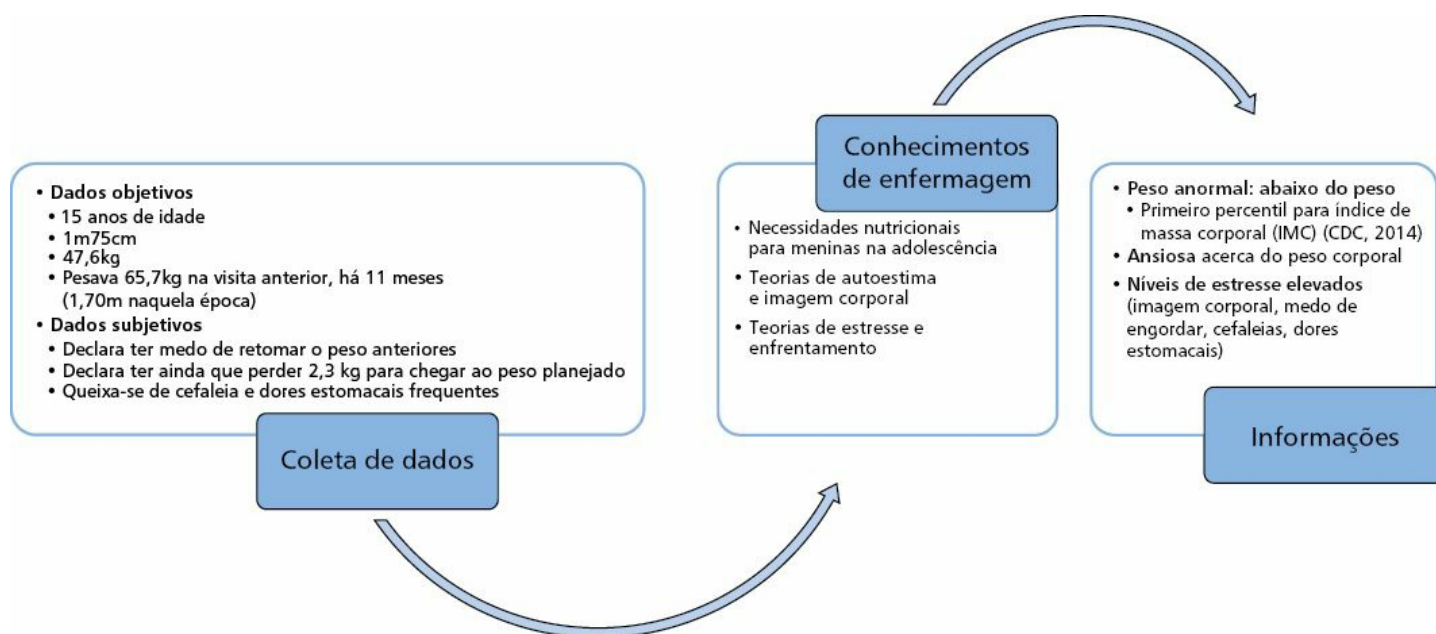 • Dados objetivos
• 15 anos de idade
• 1m75cm
• 47,6kg
• Pesava 65,7kg na visita anterior, há 11 meses
(1,70m naquela época)
• Dados subjetivos
• Declara ter medo de retomar o peso anteriores
• Declara ter ainda que perder 2,3 kg para chegar ao peso planejado
• Queixa-se de cefaleia e dores estomacais frequentes
Coleta de dados
Conhecimentos
de enfermagem
• Necessidades nutricionais
para meninas na adolescência
• Teorias de autoestima
e imagem corporal
• Teorias de estresse e
enfrentamento
• Peso anormal: abaixo do peso
• Primeiro percentil para índice de
massa corporal (IMC) (CDC, 2014)
• Ansiosa acerca do peso corporal
• Níveis de estresse elevados
(imagem corporal, medo de
engordar, cefaleias, dores
estomacais)
Informações